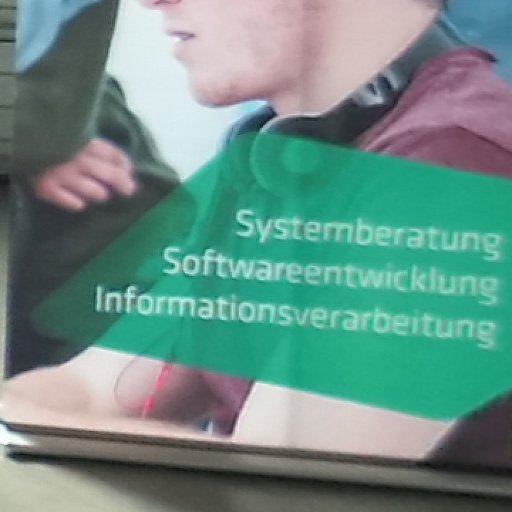 Systemberatung
Softwareentwicklung
Informationsverarbeitung